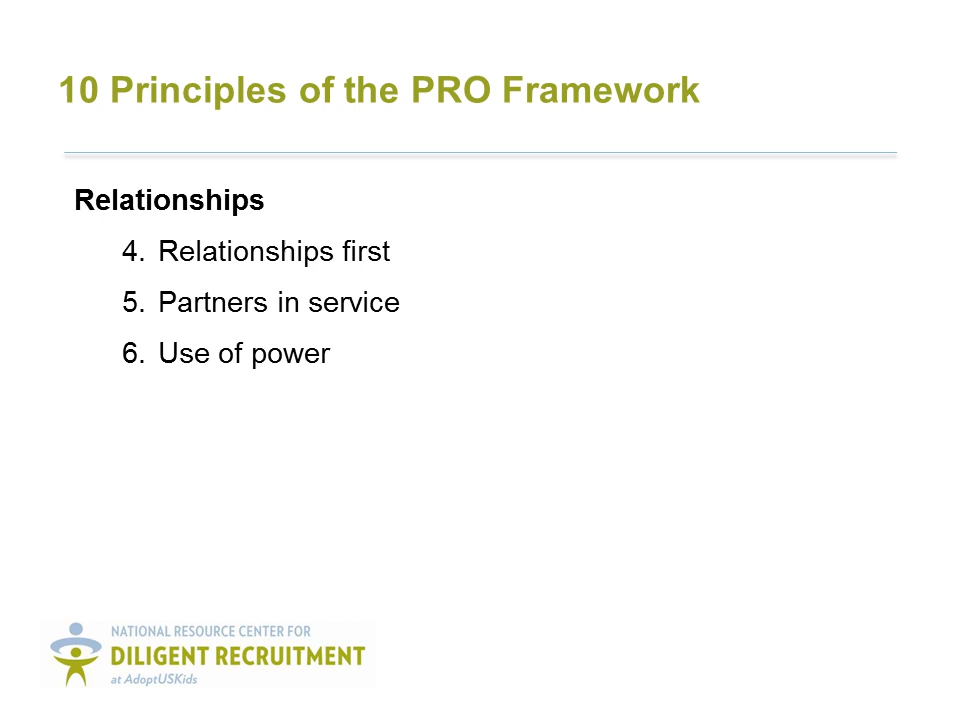 10 Principles of the PRO Framework
Relationships
4. Relationships first
5. Partners in service
6. Use of power
NATIONAL RESOURCE CENTER FOR
DILIGENT RECRUITMENT
at AdoptUSKids